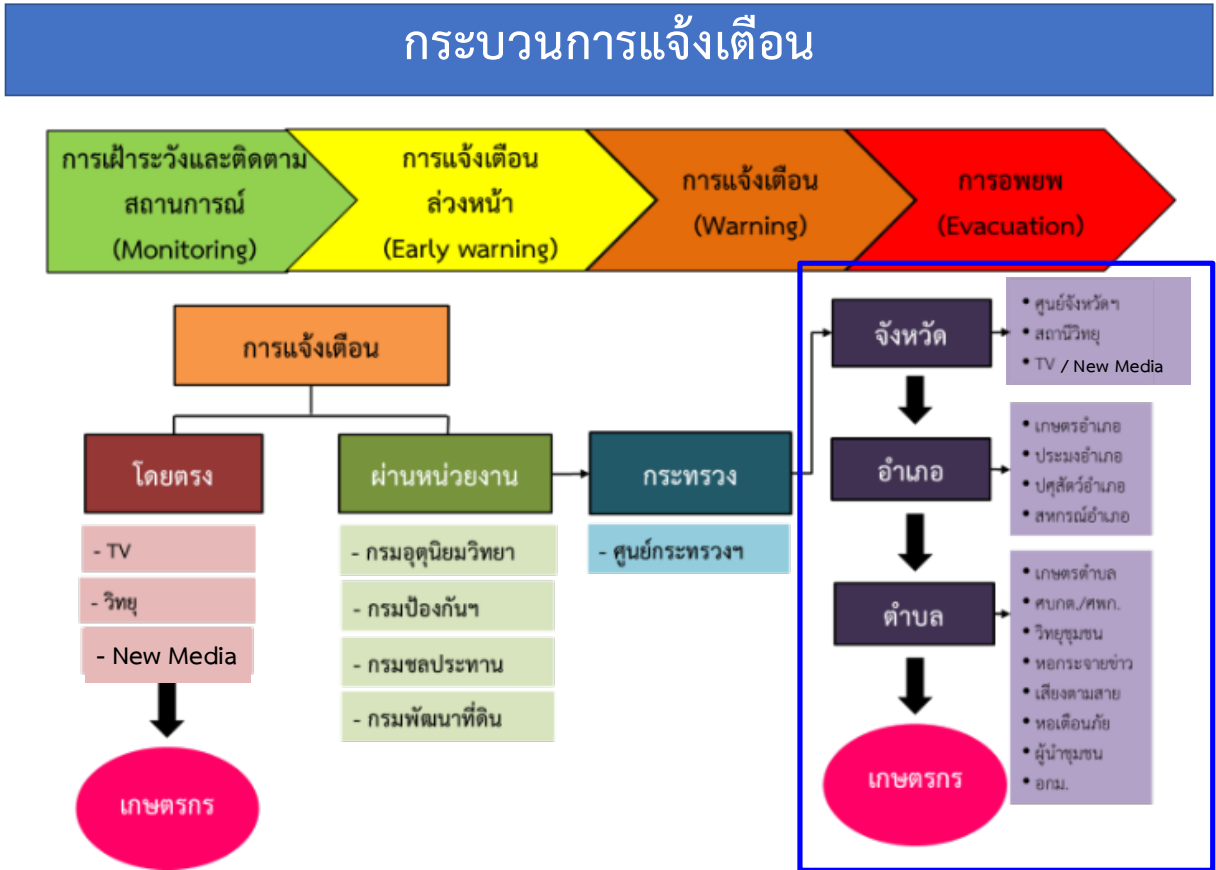 กระบวนการแจ้งเตือน
การเฝ้าระวังและติดตาม
สถานการณ์
(Monitoring)
การแจ้งเตือน
ล่วงหน้า
(Early warning)
การแจ้งเตือน
(Warning)
การอพยพ
(Evacuation)
การแจ้งเตือน
โดยตรง
- TV
- วิทยุ
- New Media
เกษตรกร
ผ่านหน่วยงาน
- กรมอุตุนิยมวิทยา
- กรมป้องกันฯ
- กรมชลประทาน
- กรมพัฒนาที่ดิน
กระทรวง
- ศูนย์กระทรวงฯ
จังหวัด
• ศูนย์จังหวัดฯ
• สถานีวิทยุ
• TV / New Media
อำเภอ
• เกษตรอำเภอ
• ประมงอำเภอ
• ปศุสัตว์อำเภอ
• สหกรณ์อำเภอ
ตำบล
• เกษตรตำบล
• ศบกต./ศพก.
• วิทยุชุมชน
• หอกระจายข่าว
• เสียงตามสาย
• หอเตือนภัย
• ผู้นำชุมชน
• อกม.
เกษตรกร